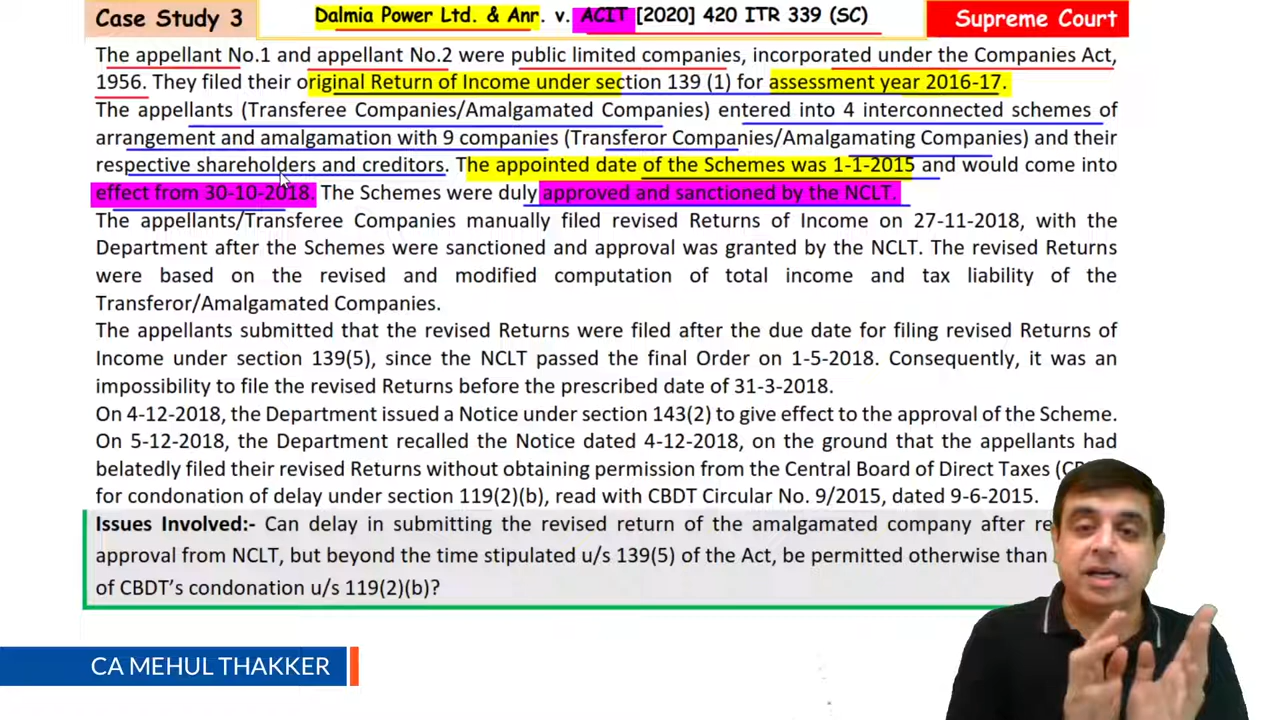 Case Study 3
Dalmia Power Ltd. & Anr. v. ACIT [2020] 420 ITR 339 (SC)
Supreme Court
The appellant No.1 and appellant No.2 were public limited companies, incorporated under the Companies Act,
1956. They filed their original Return of Income under section 139 (1) for assessment year 2016-17.
The appellants (Transferee Companies/Amalgamated Companies) entered into 4 interconnected schemes of
arrangement and amalgamation with 9 companies (Transferor Companies/Amalgamating Companies) and their
respective shareholders and creditors. The appointed date of the Schemes was 1-1-2015 and would come into
effect from 30-10-2018. The Schemes were duly approved and sanctioned by the NCLT.
The appellants/Transferee Companies manually filed revised Returns of Income on 27-11-2018, with the
Department after the Schemes were sanctioned and approval was granted by the NCLT. The revised Returns
were based on the revised and modified computation of total income and tax liability of the
Transferor/Amalgamated Companies.
The appellants submitted that the revised Returns were filed after the due date for filing revised Returns of
Income under section 139(5), since the NCLT passed the final Order on 1-5-2018. Consequently, it was an
impossibility to file the revised Returns before the prescribed date of 31-3-2018.
On 4-12-2018, the Department issued a Notice under section 143(2) to give effect to the approval of the Scheme.
On 5-12-2018, the Department recalled the Notice dated 4-12-2018, on the ground that the appellants had
belatedly filed their revised Returns without obtaining permission from the Central Board of Direct Taxes
for condonation of delay under section 119(2)(b), read with CBDT Circular No. 9/2015, dated 9-6-2015.
Issues Involved:- Can delay in submitting the revised return of the amalgamated company after
approval from NCLT, but beyond the time stipulated u/s 139(5) of the Act, be permitted otherwise than
of CBDT's condonation u/s 119(2)(b)?
CA MEHUL THAKKER